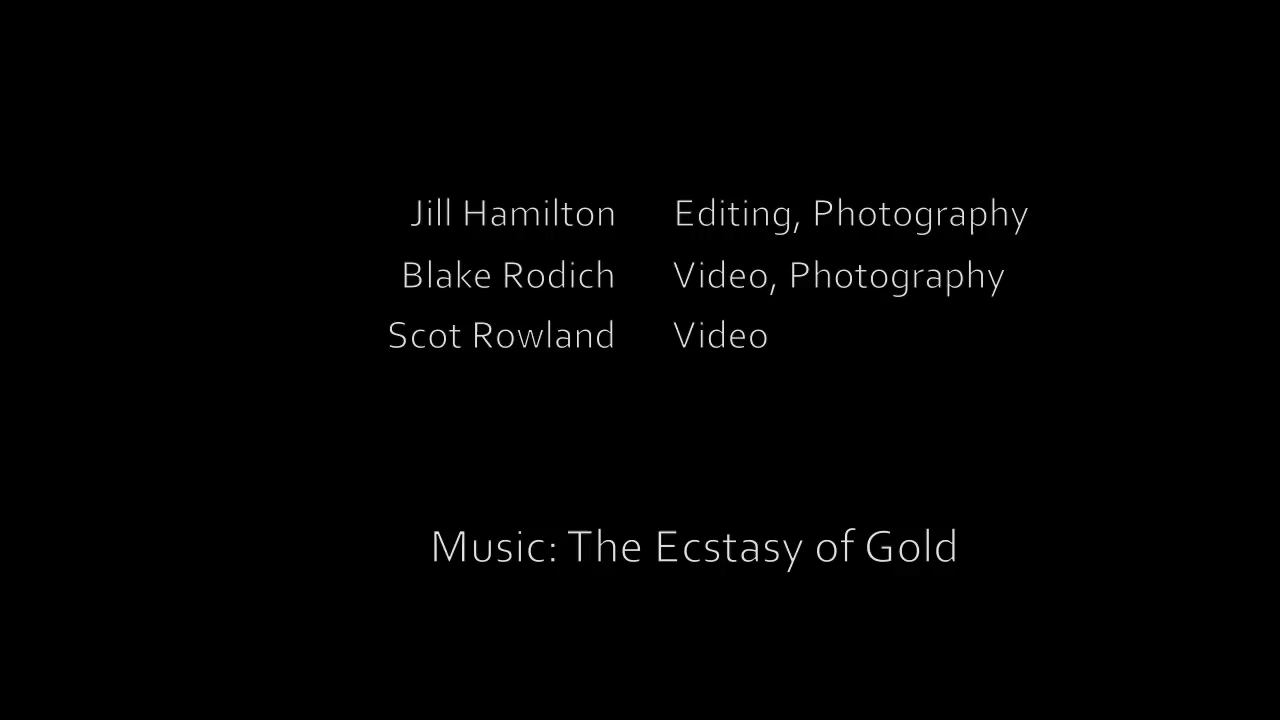 Jill Hamilton Editing, Photography
Blake Rodich Video, Photography
Scot Rowland Video
Music: The Ecstasy of Gold